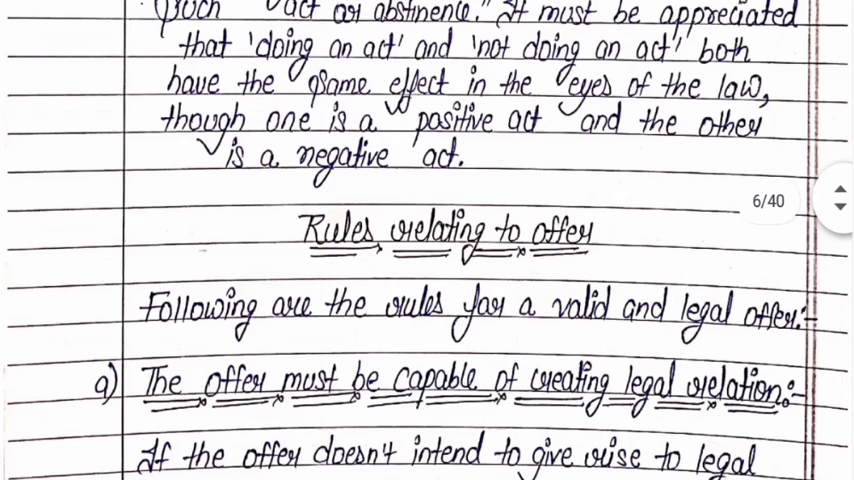 such act or abstinence." It must be appreciated
that 'doing an act' and 'not doing an act' both
have the same effect in the eyes of the law,
though one is a positive act and the other
is a negative act.
6/40
Rules relating to offer
Following are the rules for a valid and legal offer:-
a) The offer must be capable of creating legal relation:-
If the offer doesn't intend to give rise to legal